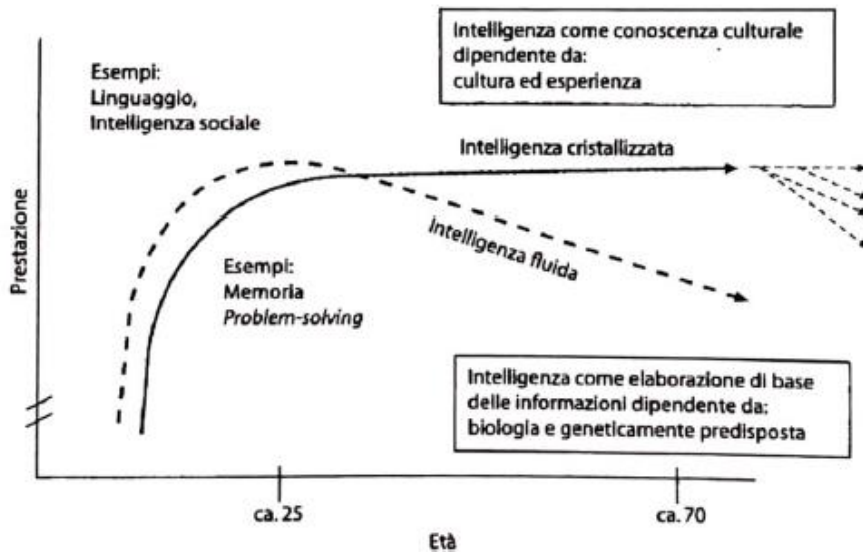 Intelligenza come conoscenza culturale
dipendente da:
cultura ed esperienza
Esempi:
Linguaggio,
Intelligenza sociale
Intelligenza cristallizzata
Intelligenza fluida
Esempi:
Memoria
Problem-solving
Prestazione
Intelligenza come elaborazione di base
delle informazioni dipendente da:
biologia e geneticamente predisposta
ca. 25
ca. 70
Età